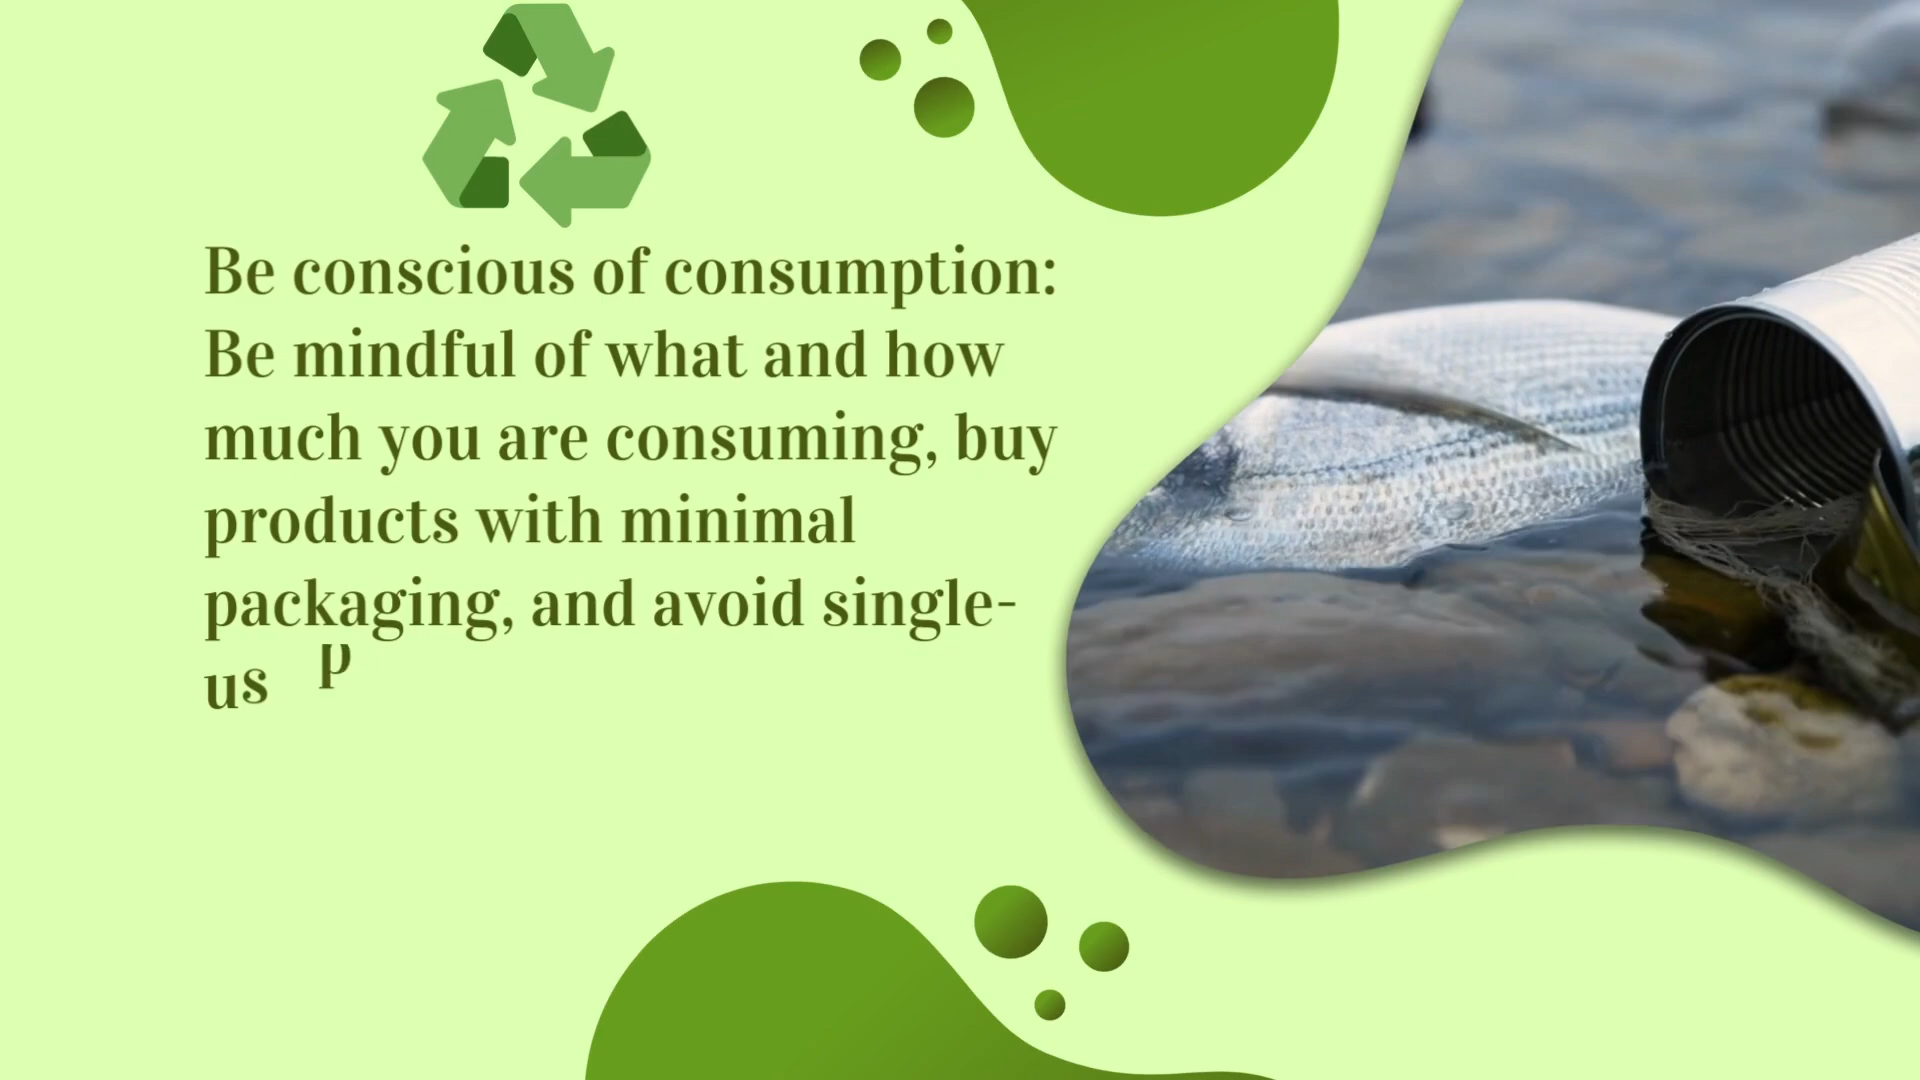 Be conscious of consumption:
Be mindful of what and how
much you are consuming, buy
products with minimal
packaging, and avoid single-
us p